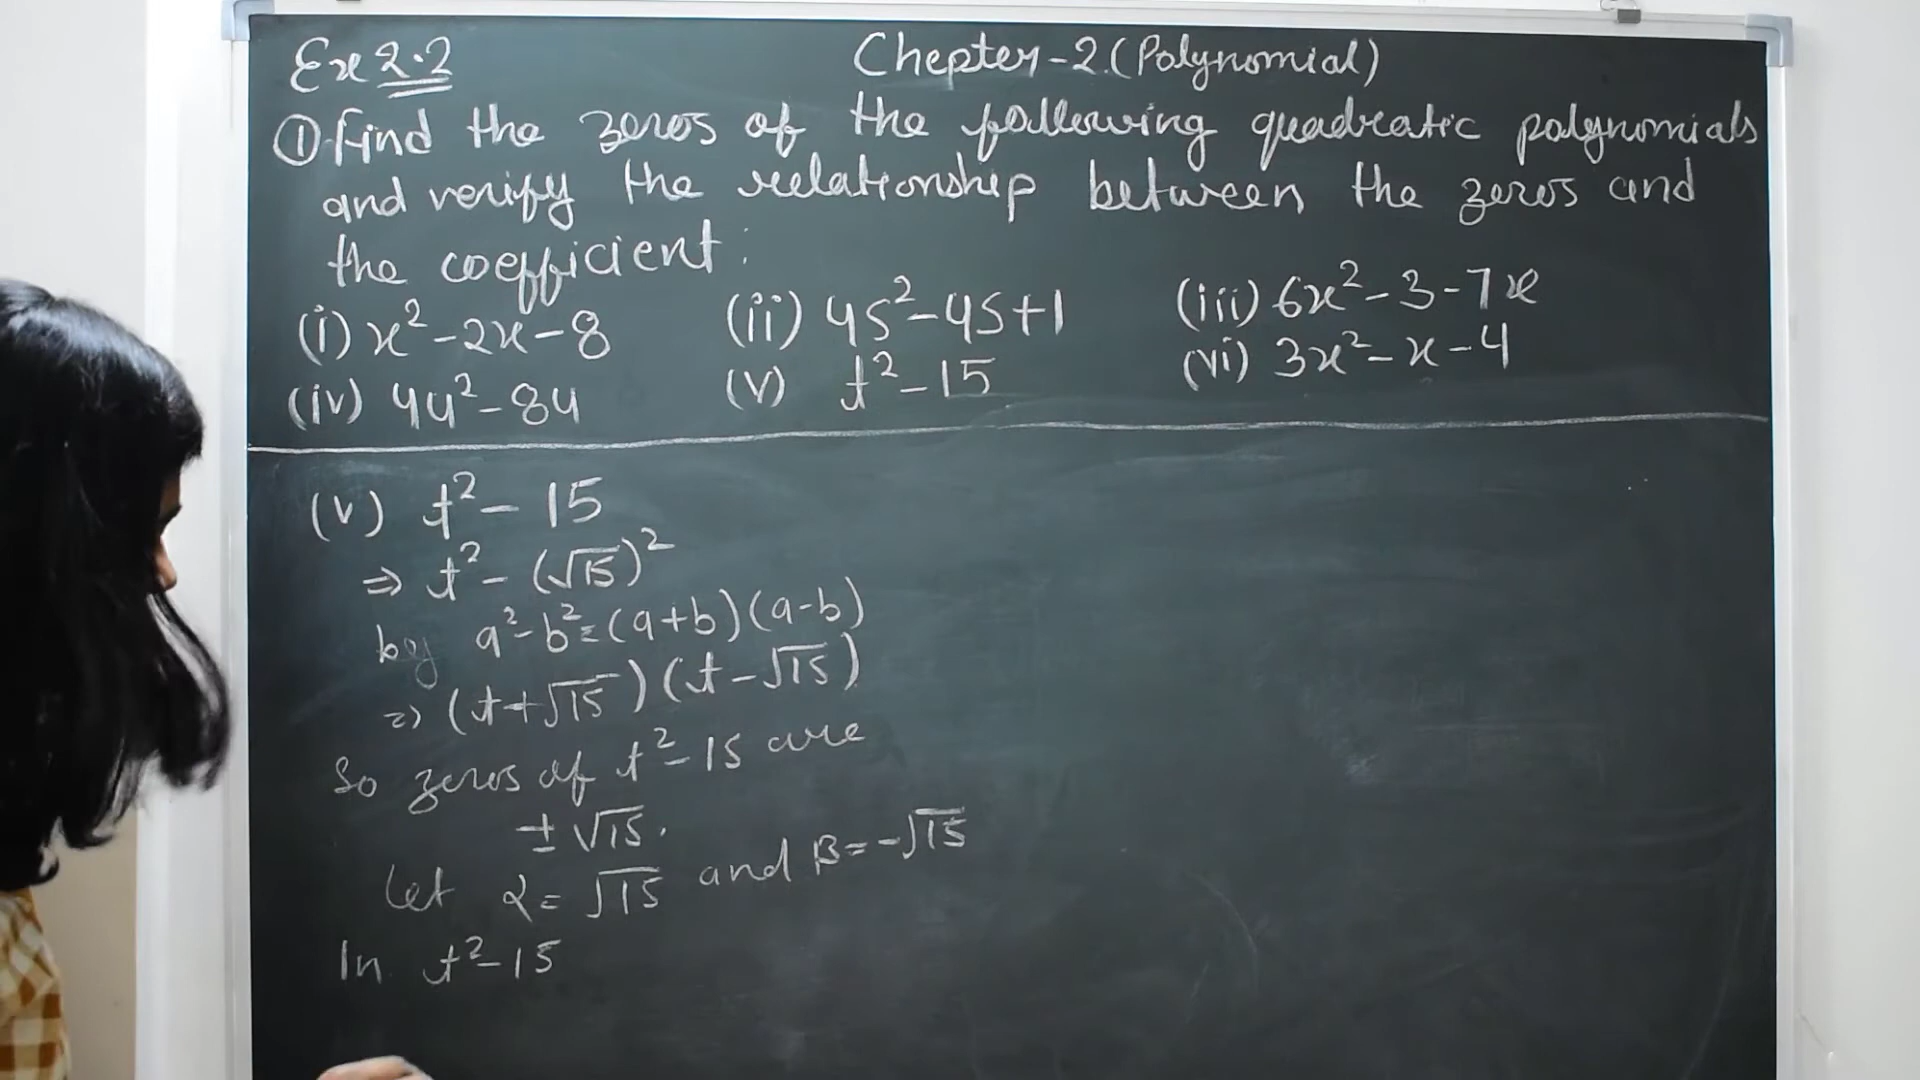 Ex 2.2 Chepter-2.(Polynomial)
① Find the zeros of the following quadratic polynomials
and verify the relationship between the zeros and
the coefficient :
(i) x²-2x-8 (ii) 4s²-4s+1 (iii) 6x²-3-7x
(iv) 4u²-8u (v) t²-15 (vi) 3x²-x-4
(v) t²-15
⇒ t²-(√15)²
by a²-b²=(a+b)(a-b)
⇒ (t+√15)(t-√15)
So zeros of t²-15 are
±√15.
Let α=√15 and β=-√15
In t²-15